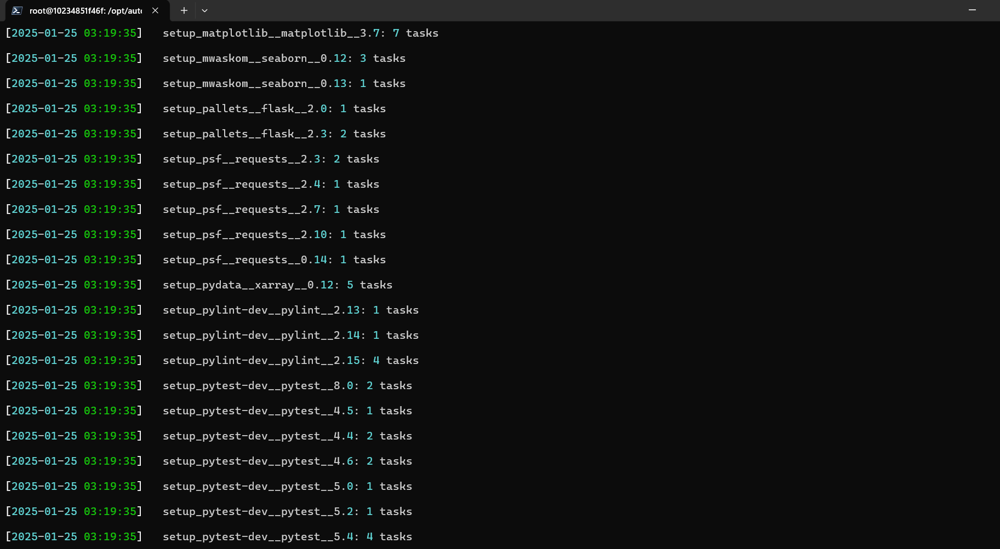 root@10234851f46f: /opt/auto
[2025-01-25 03:19:35]   setup_matplotlib__matplotlib__3.7: 7 tasks
[2025-01-25 03:19:35]   setup_mwaskom__seaborn__0.12: 3 tasks
[2025-01-25 03:19:35]   setup_mwaskom__seaborn__0.13: 1 tasks
[2025-01-25 03:19:35]   setup_pallets__flask__2.0: 1 tasks
[2025-01-25 03:19:35]   setup_pallets__flask__2.3: 2 tasks
[2025-01-25 03:19:35]   setup_psf__requests__2.3: 2 tasks
[2025-01-25 03:19:35]   setup_psf__requests__2.4: 1 tasks
[2025-01-25 03:19:35]   setup_psf__requests__2.7: 1 tasks
[2025-01-25 03:19:35]   setup_psf__requests__2.10: 1 tasks
[2025-01-25 03:19:35]   setup_psf__requests__0.14: 1 tasks
[2025-01-25 03:19:35]   setup_pydata__xarray__0.12: 5 tasks
[2025-01-25 03:19:35]   setup_pylint-dev__pylint__2.13: 1 tasks
[2025-01-25 03:19:35]   setup_pylint-dev__pylint__2.14: 1 tasks
[2025-01-25 03:19:35]   setup_pylint-dev__pylint__2.15: 4 tasks
[2025-01-25 03:19:35]   setup_pytest-dev__pytest__8.0: 2 tasks
[2025-01-25 03:19:35]   setup_pytest-dev__pytest__4.5: 1 tasks
[2025-01-25 03:19:35]   setup_pytest-dev__pytest__4.4: 2 tasks
[2025-01-25 03:19:35]   setup_pytest-dev__pytest__4.6: 2 tasks
[2025-01-25 03:19:35]   setup_pytest-dev__pytest__5.0: 1 tasks
[2025-01-25 03:19:35]   setup_pytest-dev__pytest__5.2: 1 tasks
[2025-01-25 03:19:35]   setup_pytest-dev__pytest__5.4: 4 tasks